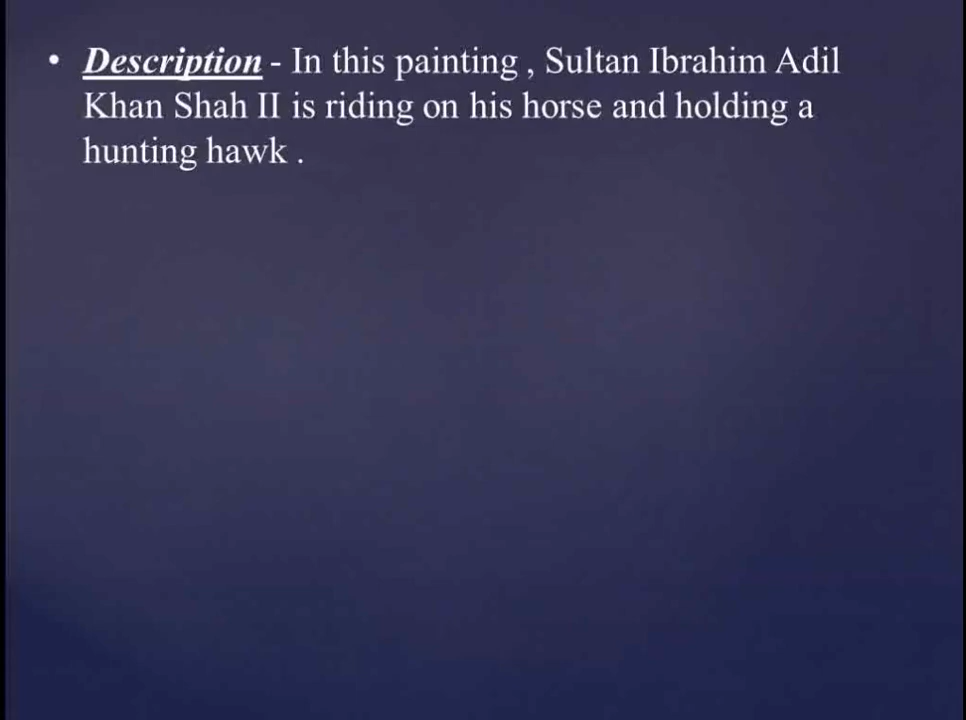 • Description - In this painting , Sultan Ibrahim Adil
Khan Shah II is riding on his horse and holding a
hunting hawk .